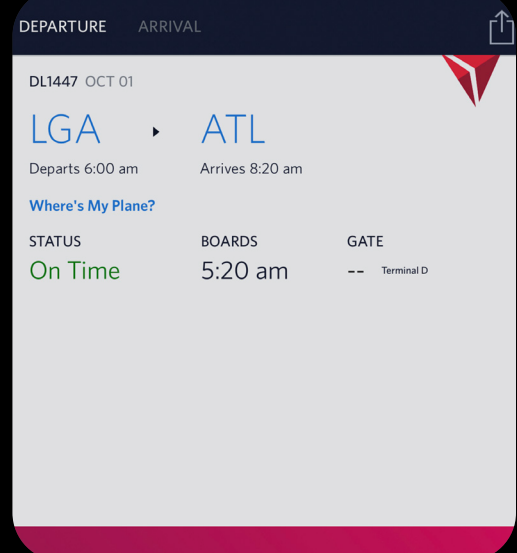 DEPARTURE ARRIVAL
DL1447 OCT 01
LGA ATL
Departs 6:00 am Arrives 8:20 am
Where's My Plane?
STATUS BOARDS GATE
On Time 5:20 am -- Terminal D